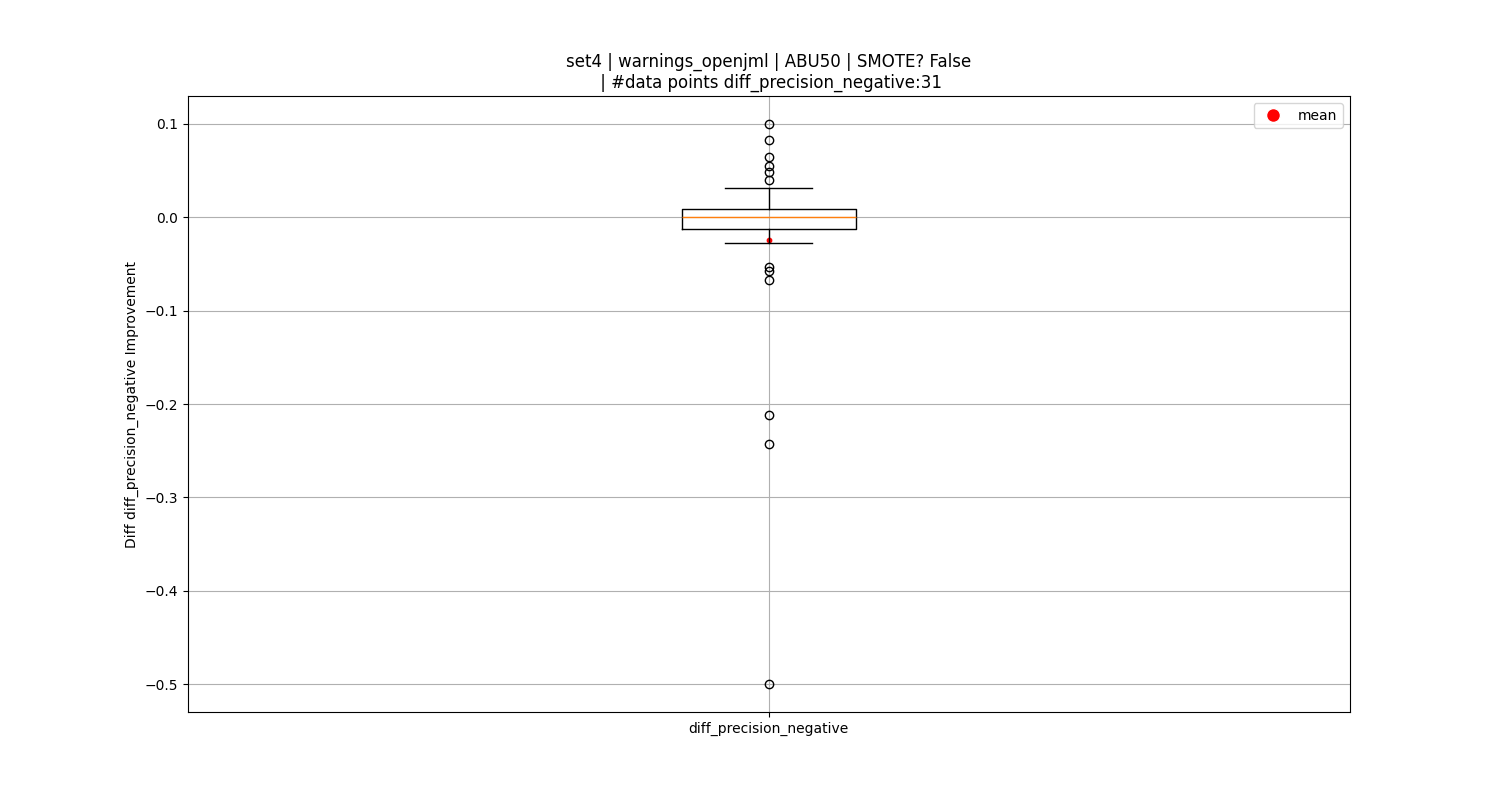 set4 | warnings_openjml | ABU50 | SMOTE? False
| #data points diff_precision_negative:31
mean
0.1
0.0
−0.1
−0.2
−0.3
−0.4
−0.5
Diff diff_precision_negative Improvement
diff_precision_negative